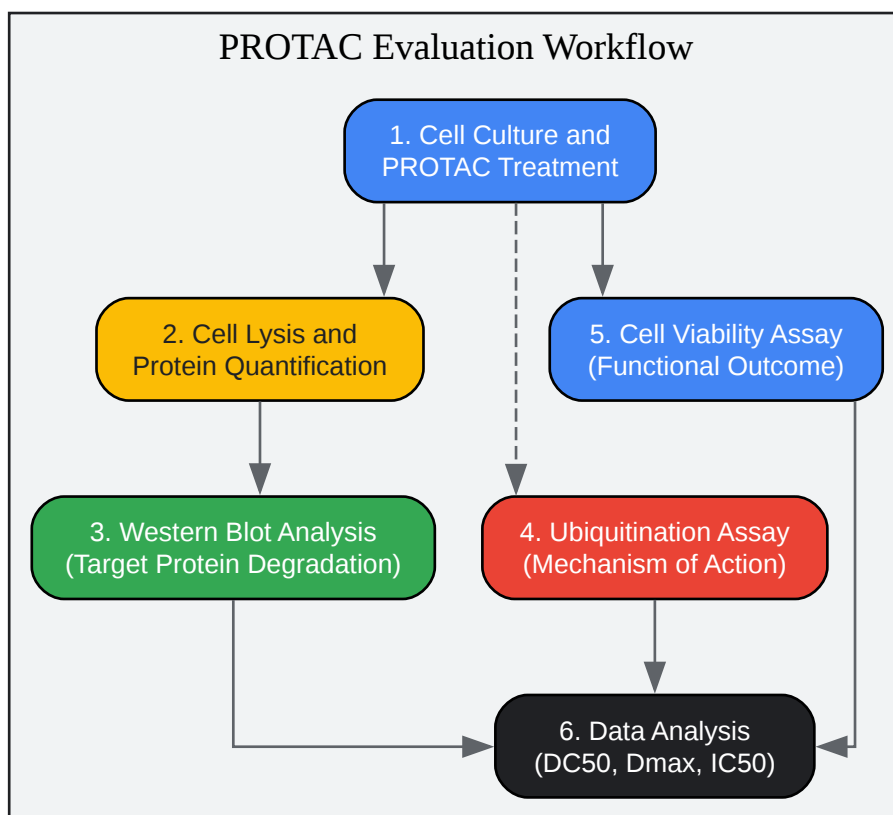 PROTAC Evaluation Workflow
1. Cell Culture and
PROTAC Treatment
2. Cell Lysis and
Protein Quantification
5. Cell Viability Assay
(Functional Outcome)
3. Western Blot Analysis
(Target Protein Degradation)
4. Ubiquitination Assay
(Mechanism of Action)
6. Data Analysis
(DC50, Dmax, IC50)